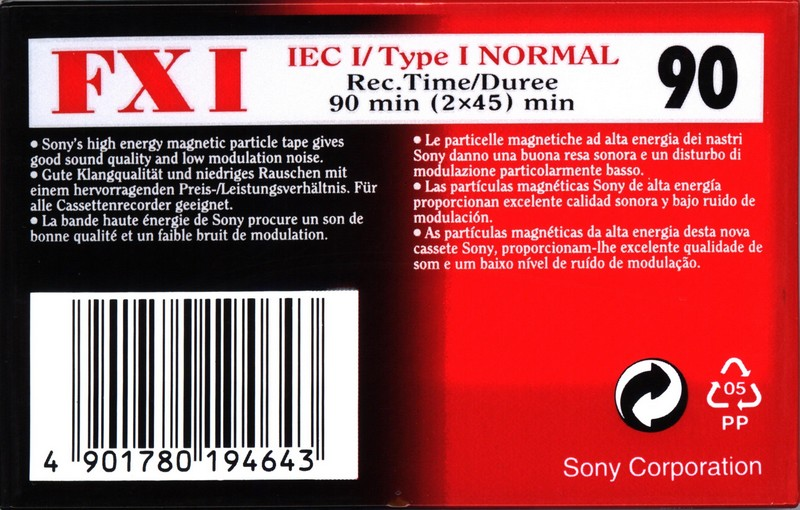 FX I
IEC I/Type I NORMAL
Rec.Time/Duree
90 min (2×45) min
90
• Sony's high energy magnetic particle tape gives
good sound quality and low modulation noise.
• Gute Klangqualität und niedriges Rauschen mit
einem hervorragenden Preis-/Leistungsverhältnis. Für
alle Cassettenrecorder geeignet.
• La bande haute énergie de Sony procure un son de
bonne qualité et un faible bruit de modulation.
• Le particelle magnetiche ad alta energia dei nastri
Sony danno una buona resa sonora e un disturbo di
modulazione particolarmente basso.
• Las partículas magnéticas Sony de alta energía
proporcionan excelente calidad sonora y bajo ruido de
modulación.
• As partículas magnéticas da alta energia desta nova
cassete Sony, proporcionam-lhe excelente qualidade de
som e um baixo nível de ruído de modulação.
4 901780 194643
05
PP
Sony Corporation